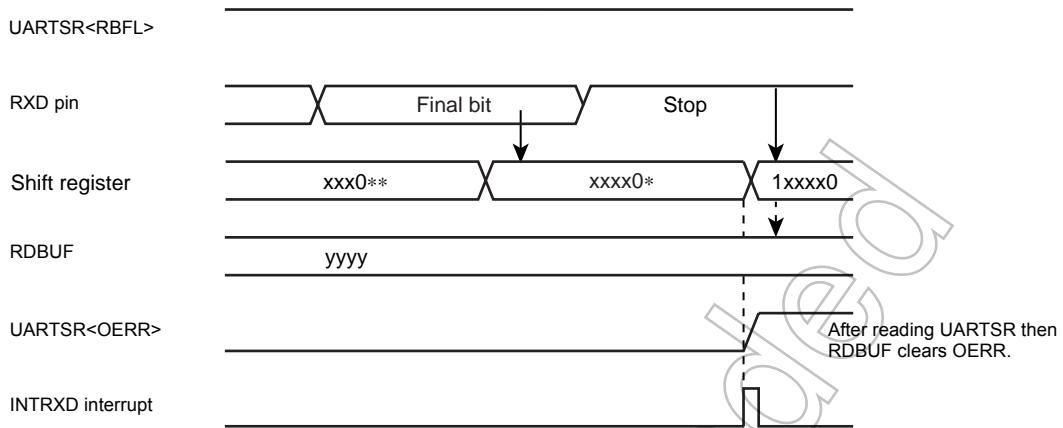 UARTSR<RBFL>
RXD pin Final bit Stop
Shift register xxx0** xxxx0* 1xxxx0
RDBUF yyyy
UARTSR<OERR> After reading UARTSR then
RDBUF clears OERR.
INTRXD interrupt
ded